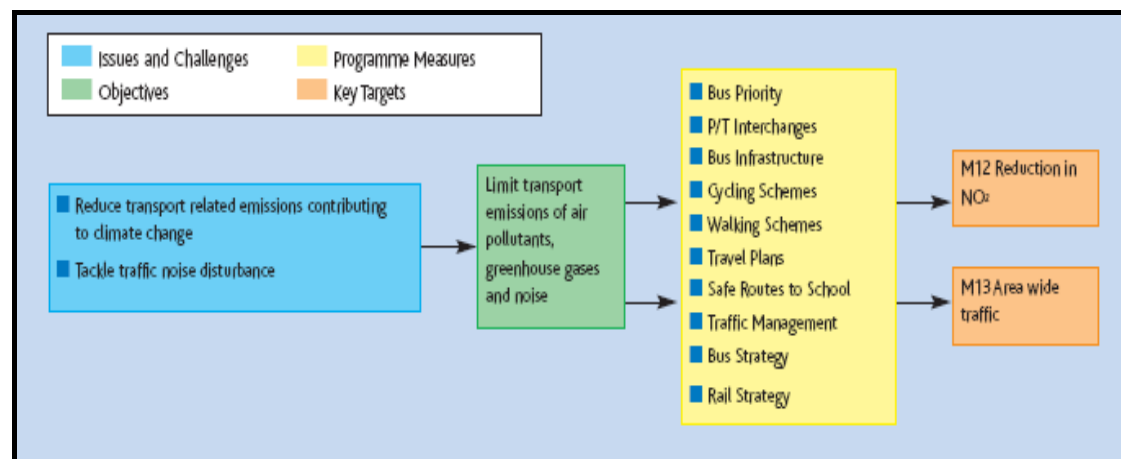 Issues and Challenges
Programme Measures
Objectives
Key Targets
Reduce transport related emissions contributing
to climate change
Tackle traffic noise disturbance
Limit transport
emissions of air
pollutants,
greenhouse gases
and noise
Bus Priority
P/T Interchanges
Bus Infrastructure
Cycling Schemes
Walking Schemes
Travel Plans
Safe Routes to School
Traffic Management
Bus Strategy
Rail Strategy
M12 Reduction in
NO₂
M13 Area wide
traffic